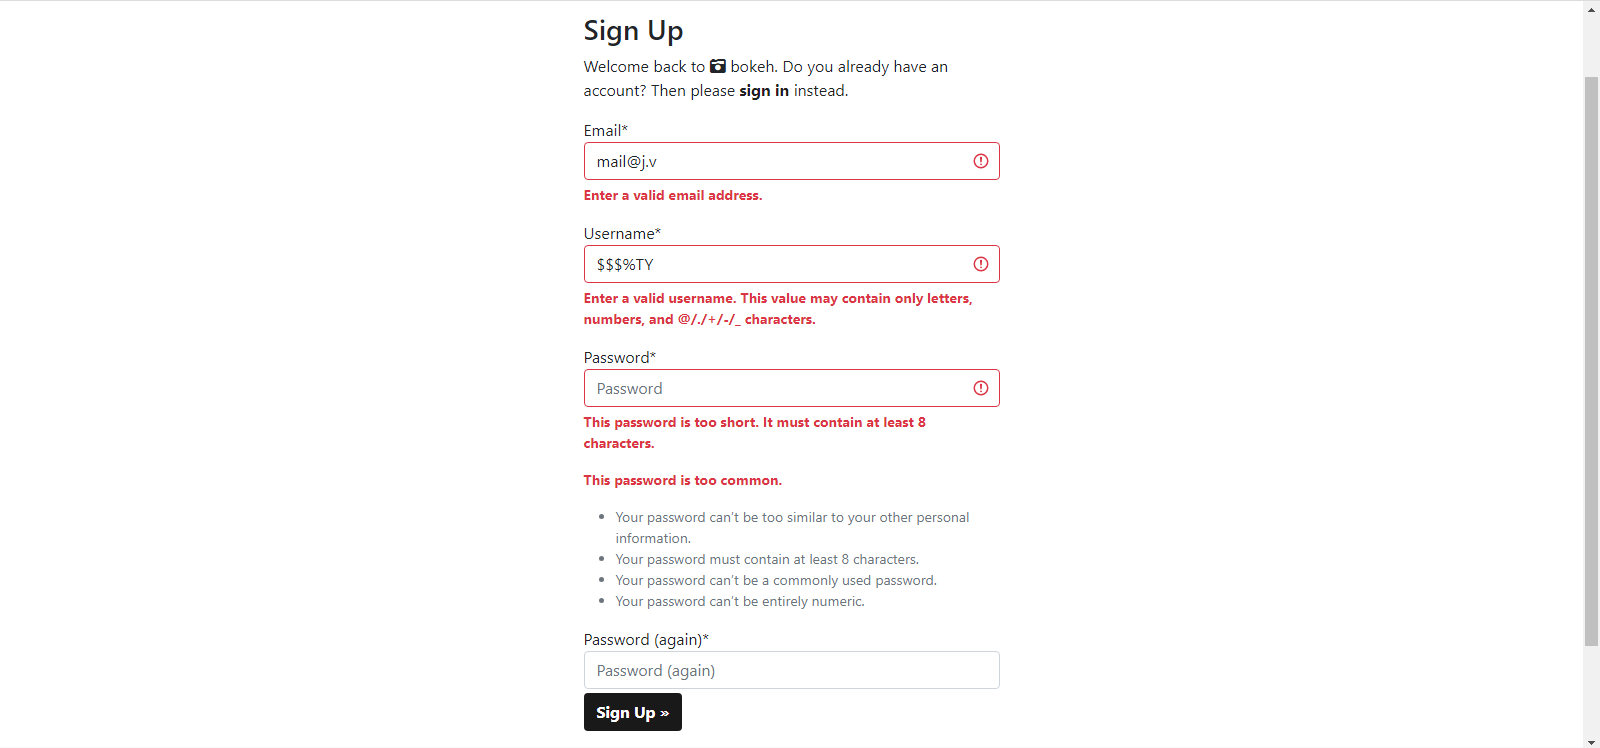 Sign Up
Welcome back to bokeh. Do you already have an
account? Then please sign in instead.
Email*
mail@j.v
Enter a valid email address.
Username*
$$$%TY
Enter a valid username. This value may contain only letters,
numbers, and @/./+/-/_ characters.
Password*
Password
This password is too short. It must contain at least 8
characters.
This password is too common.
• Your password can’t be too similar to your other personal
information.
• Your password must contain at least 8 characters.
• Your password can’t be a commonly used password.
• Your password can’t be entirely numeric.
Password (again)*
Password (again)
Sign Up »